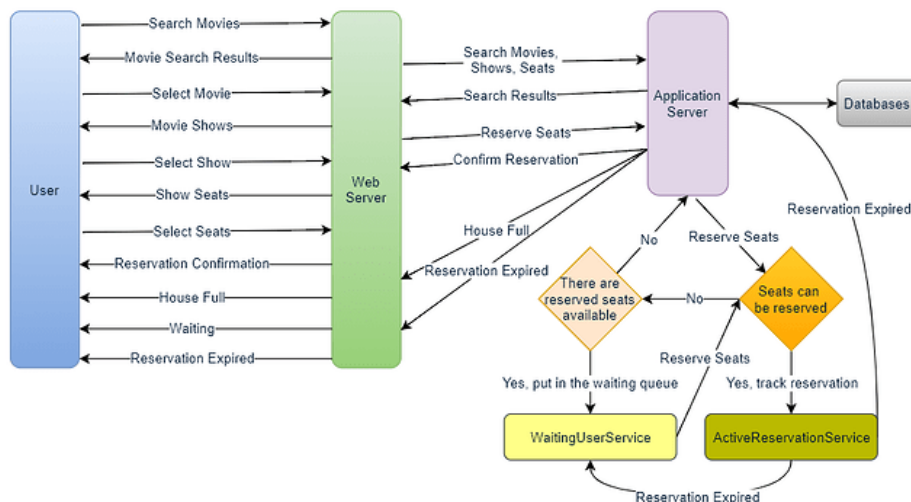 Search Movies
Movie Search Results
Select Movie
Movie Shows
Select Show
Show Seats
Select Seats
Reservation Confirmation
House Full
Waiting
Reservation Expired
User
Web
Server
Search Movies,
Shows, Seats
Search Results
Reserve Seats
Confirm Reservation
House Full
Reservation Expired
Application
Server
Databases
Reservation Expired
No
Reserve Seats
There are
reserved seats
available
No
Seats can
be reserved
Reserve Seats
Yes, put in the waiting queue
Yes, track reservation
WaitingUserService
ActiveReservationService
Reservation Expired